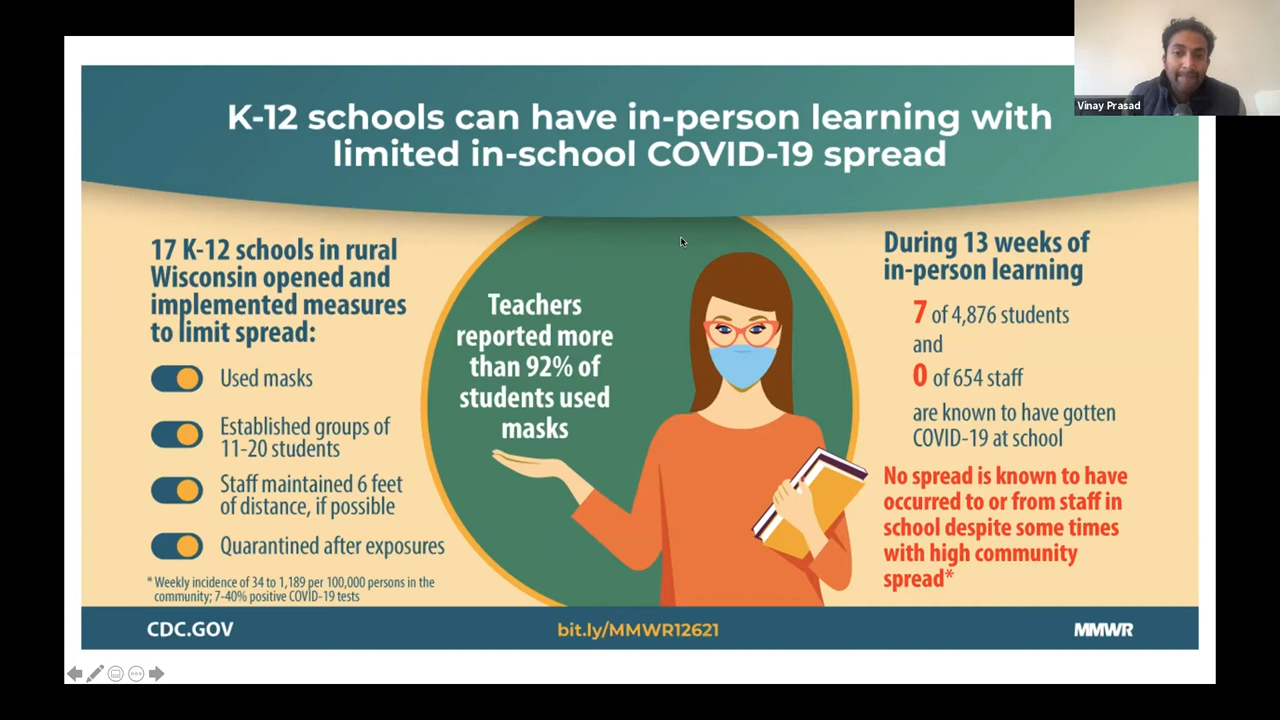 Vinay Prasad
K-12 schools can have in-person learning with
limited in-school COVID-19 spread
17 K-12 schools in rural
Wisconsin opened and
implemented measures
to limit spread:
Used masks
Established groups of
11-20 students
Staff maintained 6 feet
of distance, if possible
Quarantined after exposures
* Weekly incidence of 34 to 1,189 per 100,000 persons in the
community; 7-40% positive COVID-19 tests
Teachers
reported more
than 92% of
students used
masks
During 13 weeks of
in-person learning
7 of 4,876 students
and
0 of 654 staff
are known to have gotten
COVID-19 at school
No spread is known to have
occurred to or from staff in
school despite some times
with high community
spread*
CDC.GOV
bit.ly/MMWR12621
MMWR